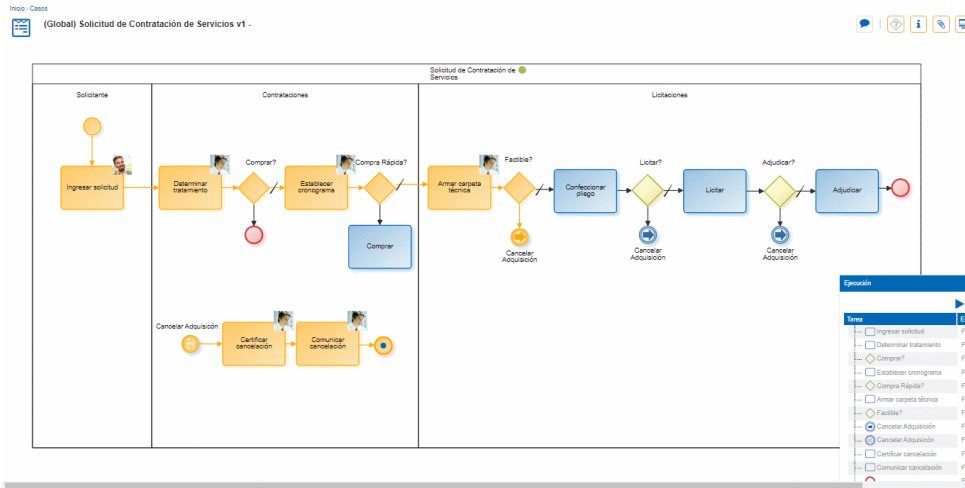 Inicio › Casos
(Global) Solicitud de Contratación de Servicios v1 -
Solicitud de Contratación de
Servicios
Solicitante
Contrataciones
Licitaciones
Ingresar solicitud
Determinar
tratamiento
Comprar?
Establecer
cronograma
Compra Rápida?
Comprar
Armar carpeta
técnica
Factible?
Cancelar
Adquisición
Confeccionar
pliego
Licitar?
Cancelar
Adquisición
Licitar
Adjudicar?
Cancelar
Adquisición
Adjudicar
Cancelar Adquisicón
Certificar
cancelación
Comunicar
cancelación
Ejecución
Tarea E
Ingresar solicitud F
Determinar tratamiento F
Comprar? F
Establecer cronograma F
Compra Rápida? F
Armar carpeta técnica F
Factible? F
Cancelar Adquisición F
Cancelar Adquisicón F
Certificar cancelación F
Comunicar cancelación F